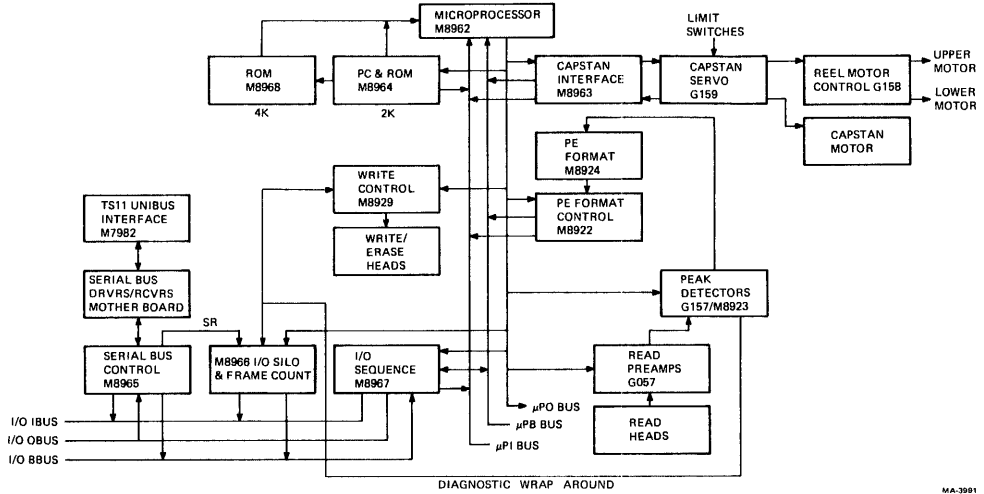 MICROPROCESSOR
M8962
LIMIT
SWITCHES
ROM
M8968
4K
PC & ROM
M8964
2K
CAPSTAN
INTERFACE
M8963
CAPSTAN
SERVO
G159
REEL MOTOR
CONTROL G158
UPPER
MOTOR
LOWER
MOTOR
CAPSTAN
MOTOR
PE
FORMAT
M8924
WRITE
CONTROL
M8929
PE FORMAT
CONTROL
M8922
TS11 UNIBUS
INTERFACE
M7982
WRITE/
ERASE
HEADS
SERIAL BUS
DRVRS/RCVRS
MOTHER BOARD
PEAK
DETECTORS
G157/M8923
SR
SERIAL BUS
CONTROL
M8965
M8966 I/O SILO
& FRAME COUNT
I/O
SEQUENCE
M8967
READ
PREAMPS
G057
READ
HEADS
µPO BUS
µPB BUS
µPI BUS
I/O IBUS
I/O OBUS
I/O BBUS
DIAGNOSTIC WRAP AROUND
MA-3991